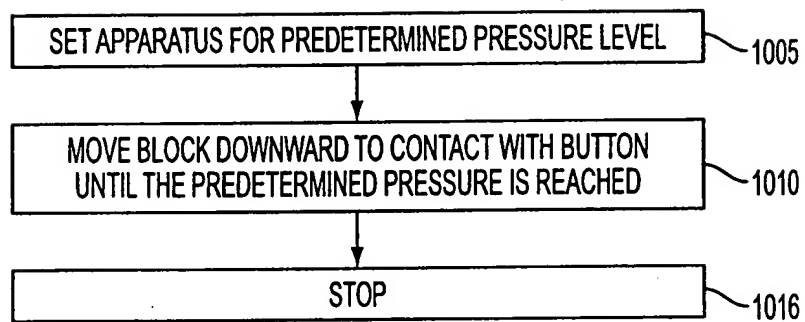 SET APPARATUS FOR PREDETERMINED PRESSURE LEVEL
1005
MOVE BLOCK DOWNWARD TO CONTACT WITH BUTTON
UNTIL THE PREDETERMINED PRESSURE IS REACHED
1010
STOP
1016